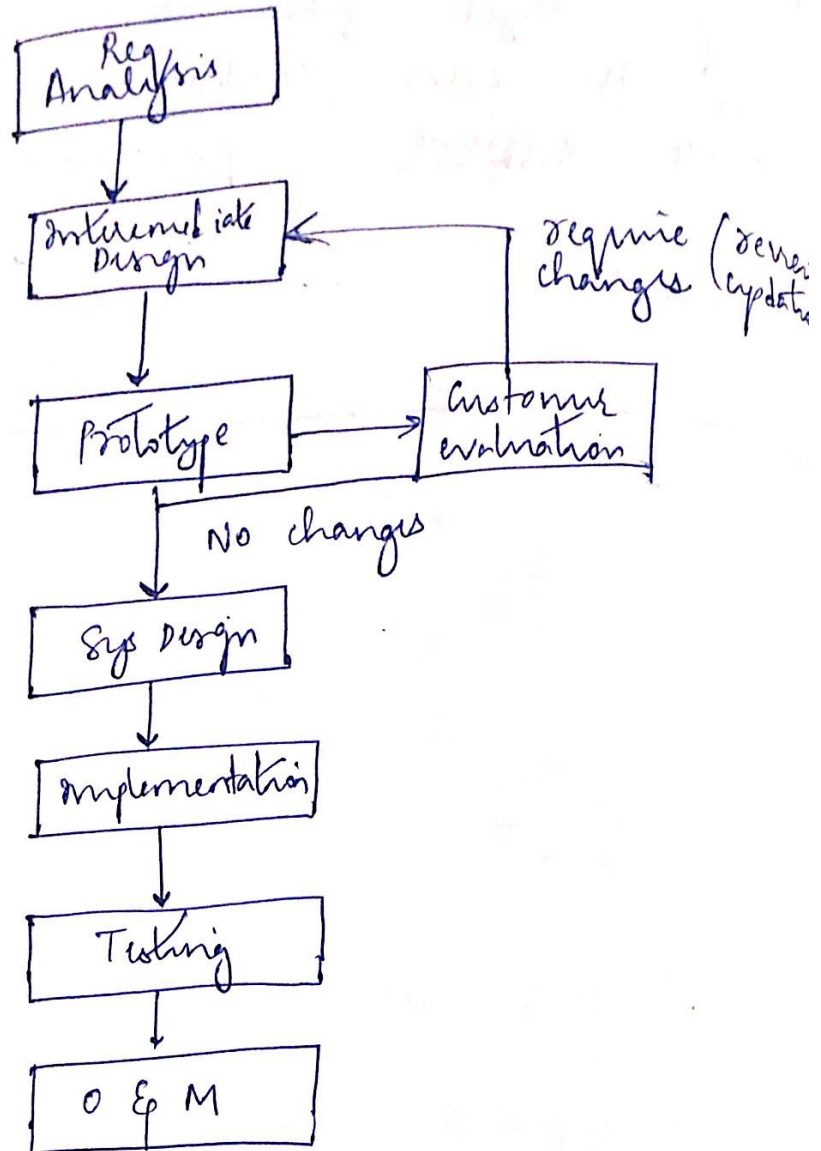 Req
Analysis
Intermediate
Design
require
changes (
Prototype
Customer
evaluation
No changes
Sys Design
Implementation
Testing
O & M